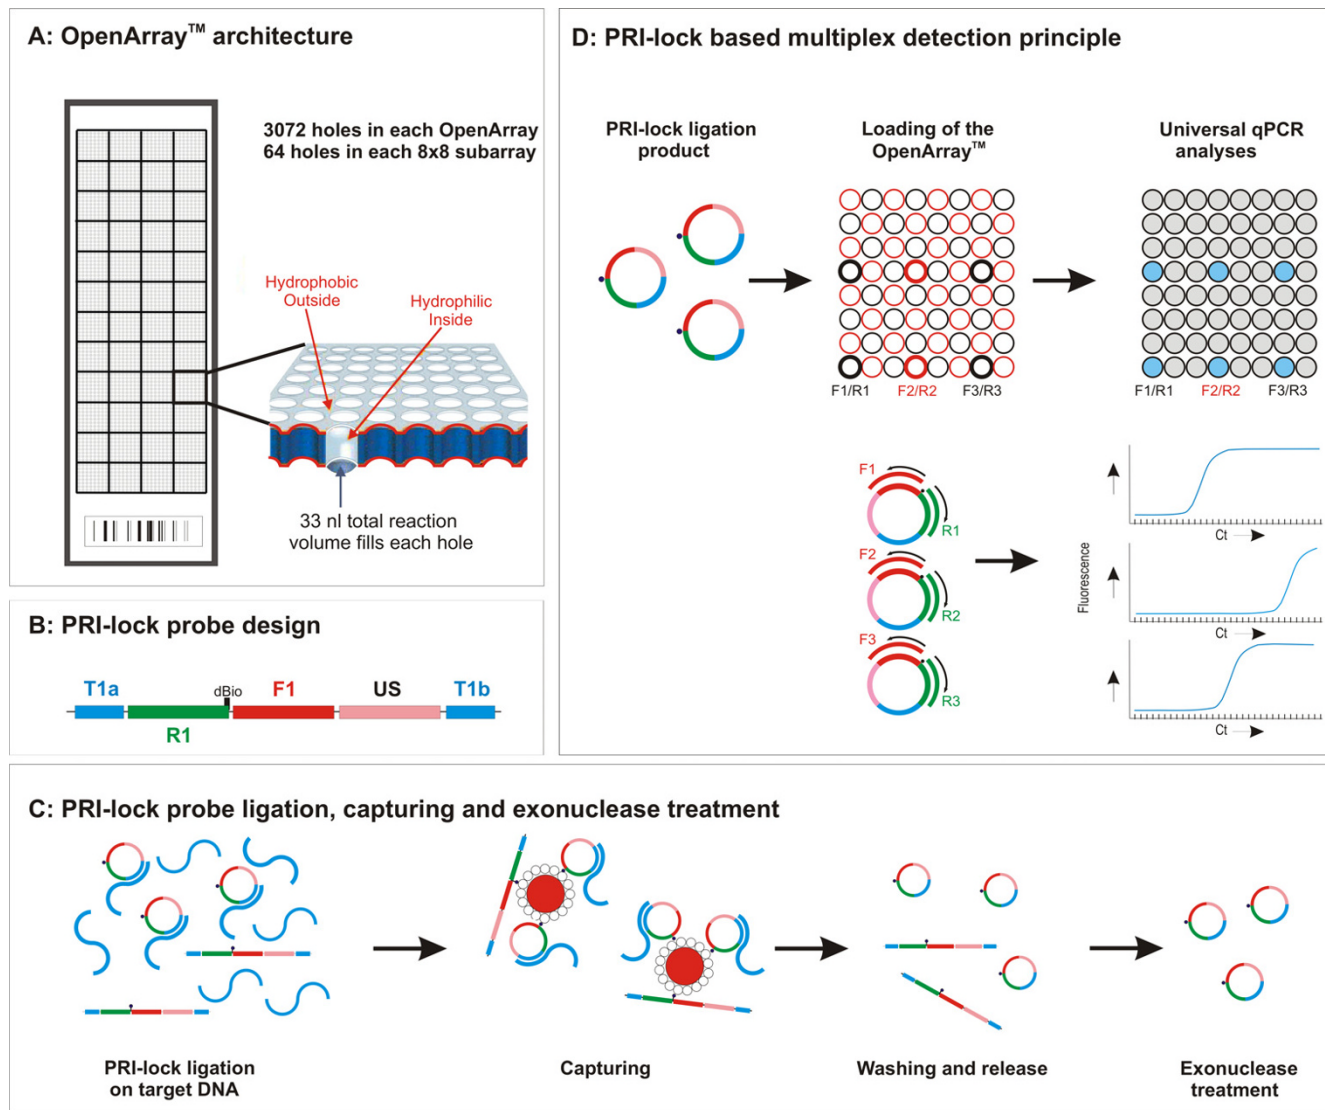 A: OpenArray™ architecture
3072 holes in each OpenArray
64 holes in each 8x8 subarray
Hydrophobic
Outside
Hydrophilic
Inside
33 nl total reaction
volume fills each hole
B: PRI-lock probe design
T1a
dBio
F1
US
T1b
R1
D: PRI-lock based multiplex detection principle
PRI-lock ligation
product
Loading of the
OpenArray™
Universal qPCR
analyses
F1/R1 F2/R2 F3/R3
F1/R1 F2/R2 F3/R3
F1
R1
F2
R2
F3
R3
Fluorescence
Ct
Ct
Ct
C: PRI-lock probe ligation, capturing and exonuclease treatment
PRI-lock ligation
on target DNA
Capturing
Washing and release
Exonuclease
treatment